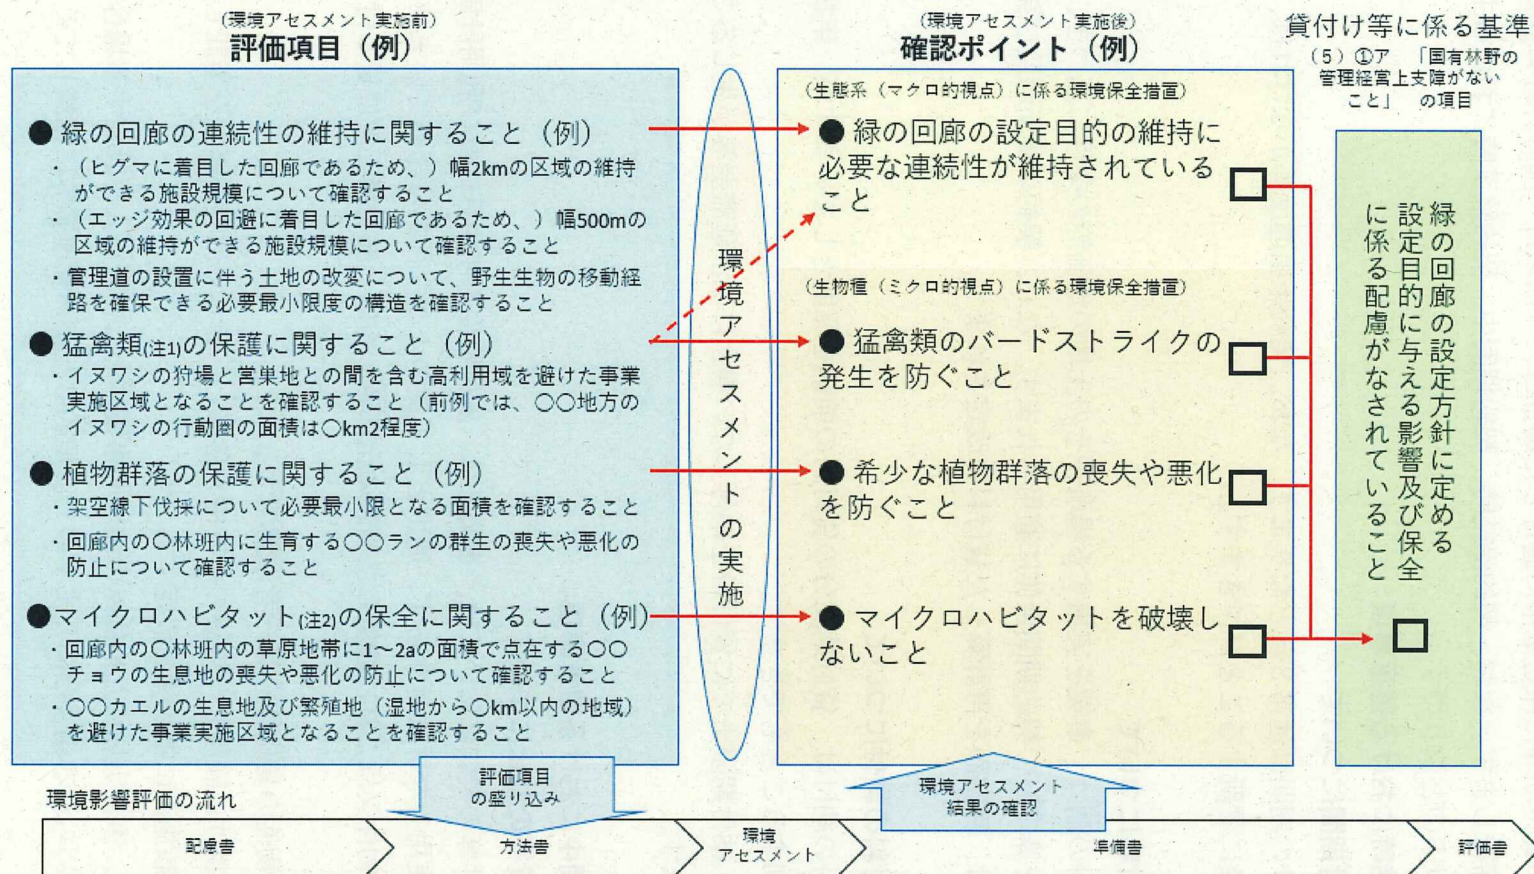 （環境アセスメント実施前）
評価項目（例）
● 緑の回廊の連続性の維持に関すること（例）
・（ヒグマに着目した回廊であるため、）幅2kmの区域の維持
ができる施設規模について確認すること
・（エッジ効果の回避に着目した回廊であるため、）幅500mの
区域の維持ができる施設規模について確認すること
・管理道の設置に伴う土地の改変について、野生生物の移動経
路を確保できる必要最小限度の構造を確認すること
● 猛禽類(注1)の保護に関すること（例）
・イヌワシの狩場と営巣地との間を含む高利用域を避けた事業
実施区域となることを確認すること（前例では、〇〇地方の
イヌワシの行動圏の面積は〇km2程度）
● 植物群落の保護に関すること（例）
・架空線下伐採について必要最小限となる面積を確認すること
・回廊内の〇林班内に生育する〇〇ランの群生の喪失や悪化の
防止について確認すること
●マイクロハビタット(注2)の保全に関すること（例）
・回廊内の〇林班内の草原地帯に1～2aの面積で点在する〇〇
チョウの生息地の喪失や悪化の防止について確認すること
・〇〇カエルの生息地及び繁殖地（湿地から〇km以内の地域）
を避けた事業実施区域となることを確認すること
環境アセスメントの実施
（環境アセスメント実施後）
確認ポイント（例）
（生態系（マクロ的視点）に係る環境保全措置）
● 緑の回廊の設定目的の維持に
必要な連続性が維持されている
こと
（生物種（ミクロ的視点）に係る環境保全措置）
● 猛禽類のバードストライクの
発生を防ぐこと
● 希少な植物群落の喪失や悪化
を防ぐこと
● マイクロハビタットを破壊し
ないこと
貸付け等に係る基準
（5）①ア　「国有林野の
管理経営上支障がない
こと」　の項目
緑の回廊の設定方針に定める
設定目的に与える影響及び保全
に係る配慮がなされていること
評価項目
の盛り込み
環境アセスメント
結果の確認
環境影響評価の流れ
配慮書
方法書
環境
アセスメント
準備書
評価書